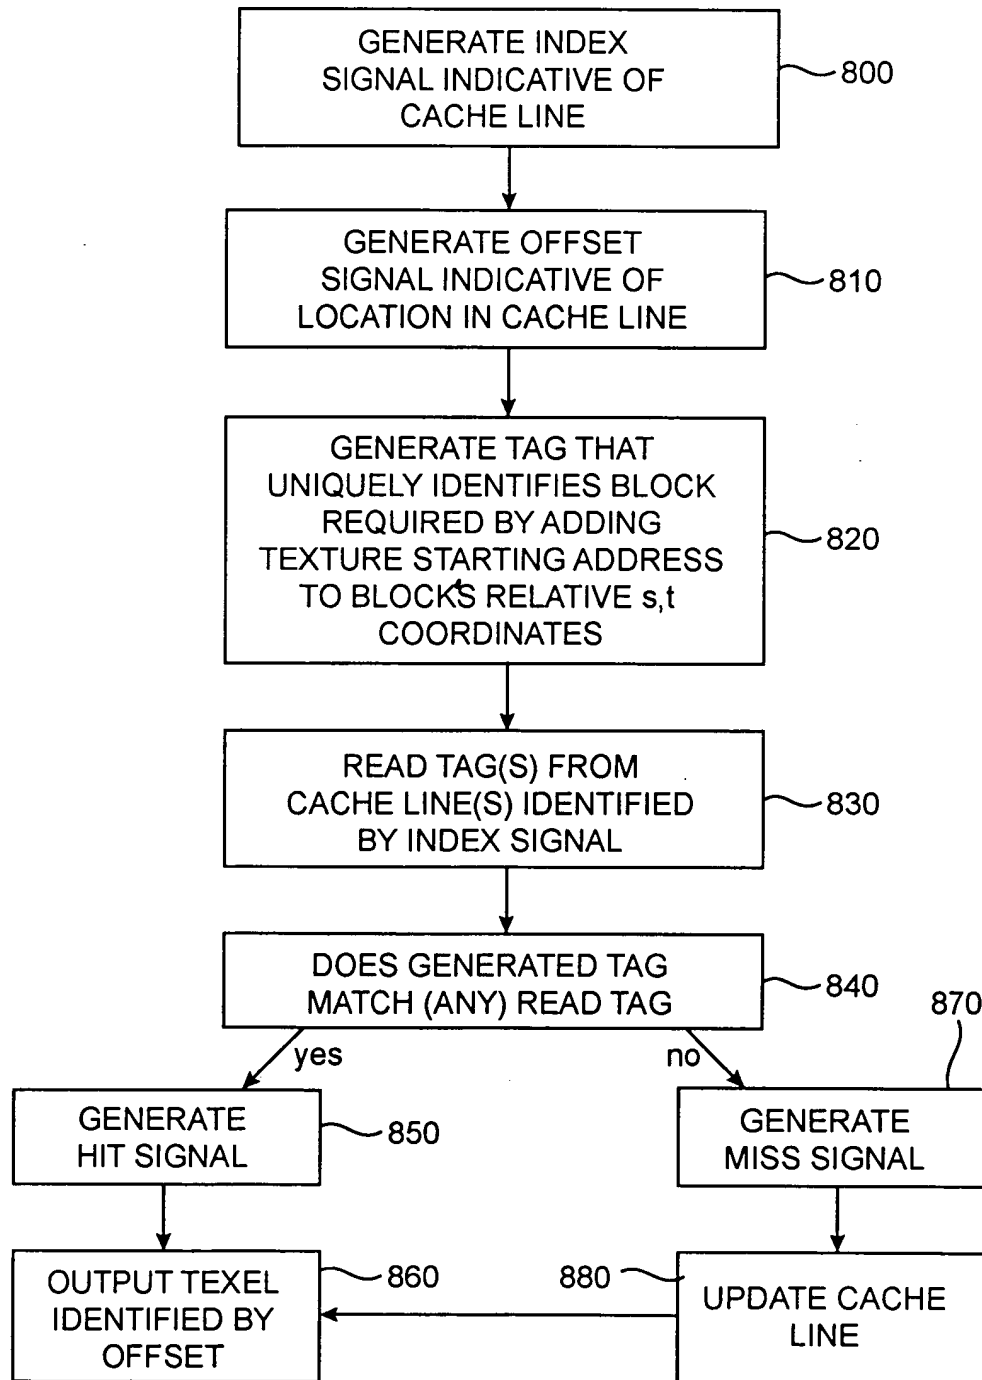 GENERATE INDEX
SIGNAL INDICATIVE OF
CACHE LINE
800
GENERATE OFFSET
SIGNAL INDICATIVE OF
LOCATION IN CACHE LINE
810
GENERATE TAG THAT
UNIQUELY IDENTIFIES BLOCK
REQUIRED BY ADDING
TEXTURE STARTING ADDRESS
TO BLOCK'S RELATIVE s,t
COORDINATES
820
READ TAG(S) FROM
CACHE LINE(S) IDENTIFIED
BY INDEX SIGNAL
830
DOES GENERATED TAG
MATCH (ANY) READ TAG
840
yes
no
870
GENERATE
HIT SIGNAL
850
GENERATE
MISS SIGNAL
OUTPUT TEXEL
IDENTIFIED BY
OFFSET
860
880
UPDATE CACHE
LINE